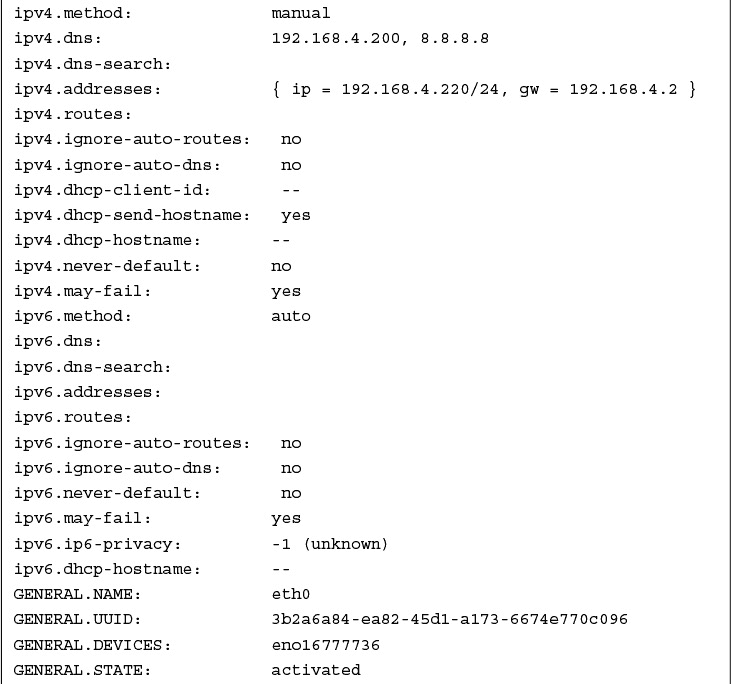 ipv4.method: manual
ipv4.dns: 192.168.4.200, 8.8.8.8
ipv4.dns-search:
ipv4.addresses: { ip = 192.168.4.220/24, gw = 192.168.4.2 }
ipv4.routes:
ipv4.ignore-auto-routes: no
ipv4.ignore-auto-dns: no
ipv4.dhcp-client-id: --
ipv4.dhcp-send-hostname: yes
ipv4.dhcp-hostname: --
ipv4.never-default: no
ipv4.may-fail: yes
ipv6.method: auto
ipv6.dns:
ipv6.dns-search:
ipv6.addresses:
ipv6.routes:
ipv6.ignore-auto-routes: no
ipv6.ignore-auto-dns: no
ipv6.never-default: no
ipv6.may-fail: yes
ipv6.ip6-privacy: -1 (unknown)
ipv6.dhcp-hostname: --
GENERAL.NAME: eth0
GENERAL.UUID: 3b2a6a84-ea82-45d1-a173-6674e770c096
GENERAL.DEVICES: eno16777736
GENERAL.STATE: activated